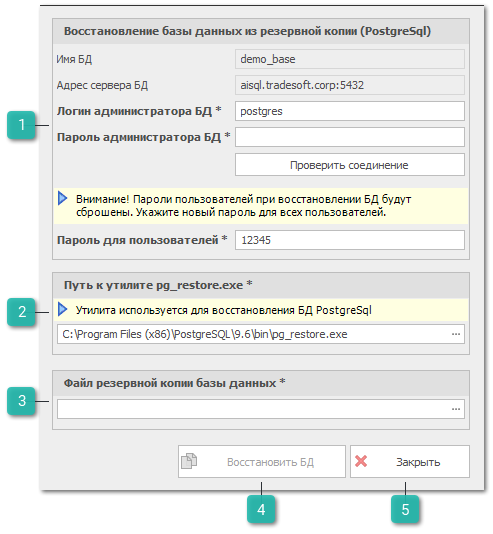 Восстановление базы данных из резервной копии (PostgreSql)
Имя БД demo_base
Адрес сервера БД aisql.tradesoft.corp:5432
Логин администратора БД * postgres
1
Пароль администратора БД *
Проверить соединение
Внимание! Пароли пользователей при восстановлении БД будут
сброшены. Укажите новый пароль для всех пользователей.
Пароль для пользователей * 12345
Путь к утилите pg_restore.exe *
2
Утилита используется для восстановления БД PostgreSql
C:\Program Files (x86)\PostgreSQL\9.6\bin\pg_restore.exe ...
Файл резервной копии базы данных *
3
...
Восстановить БД Закрыть
4 5